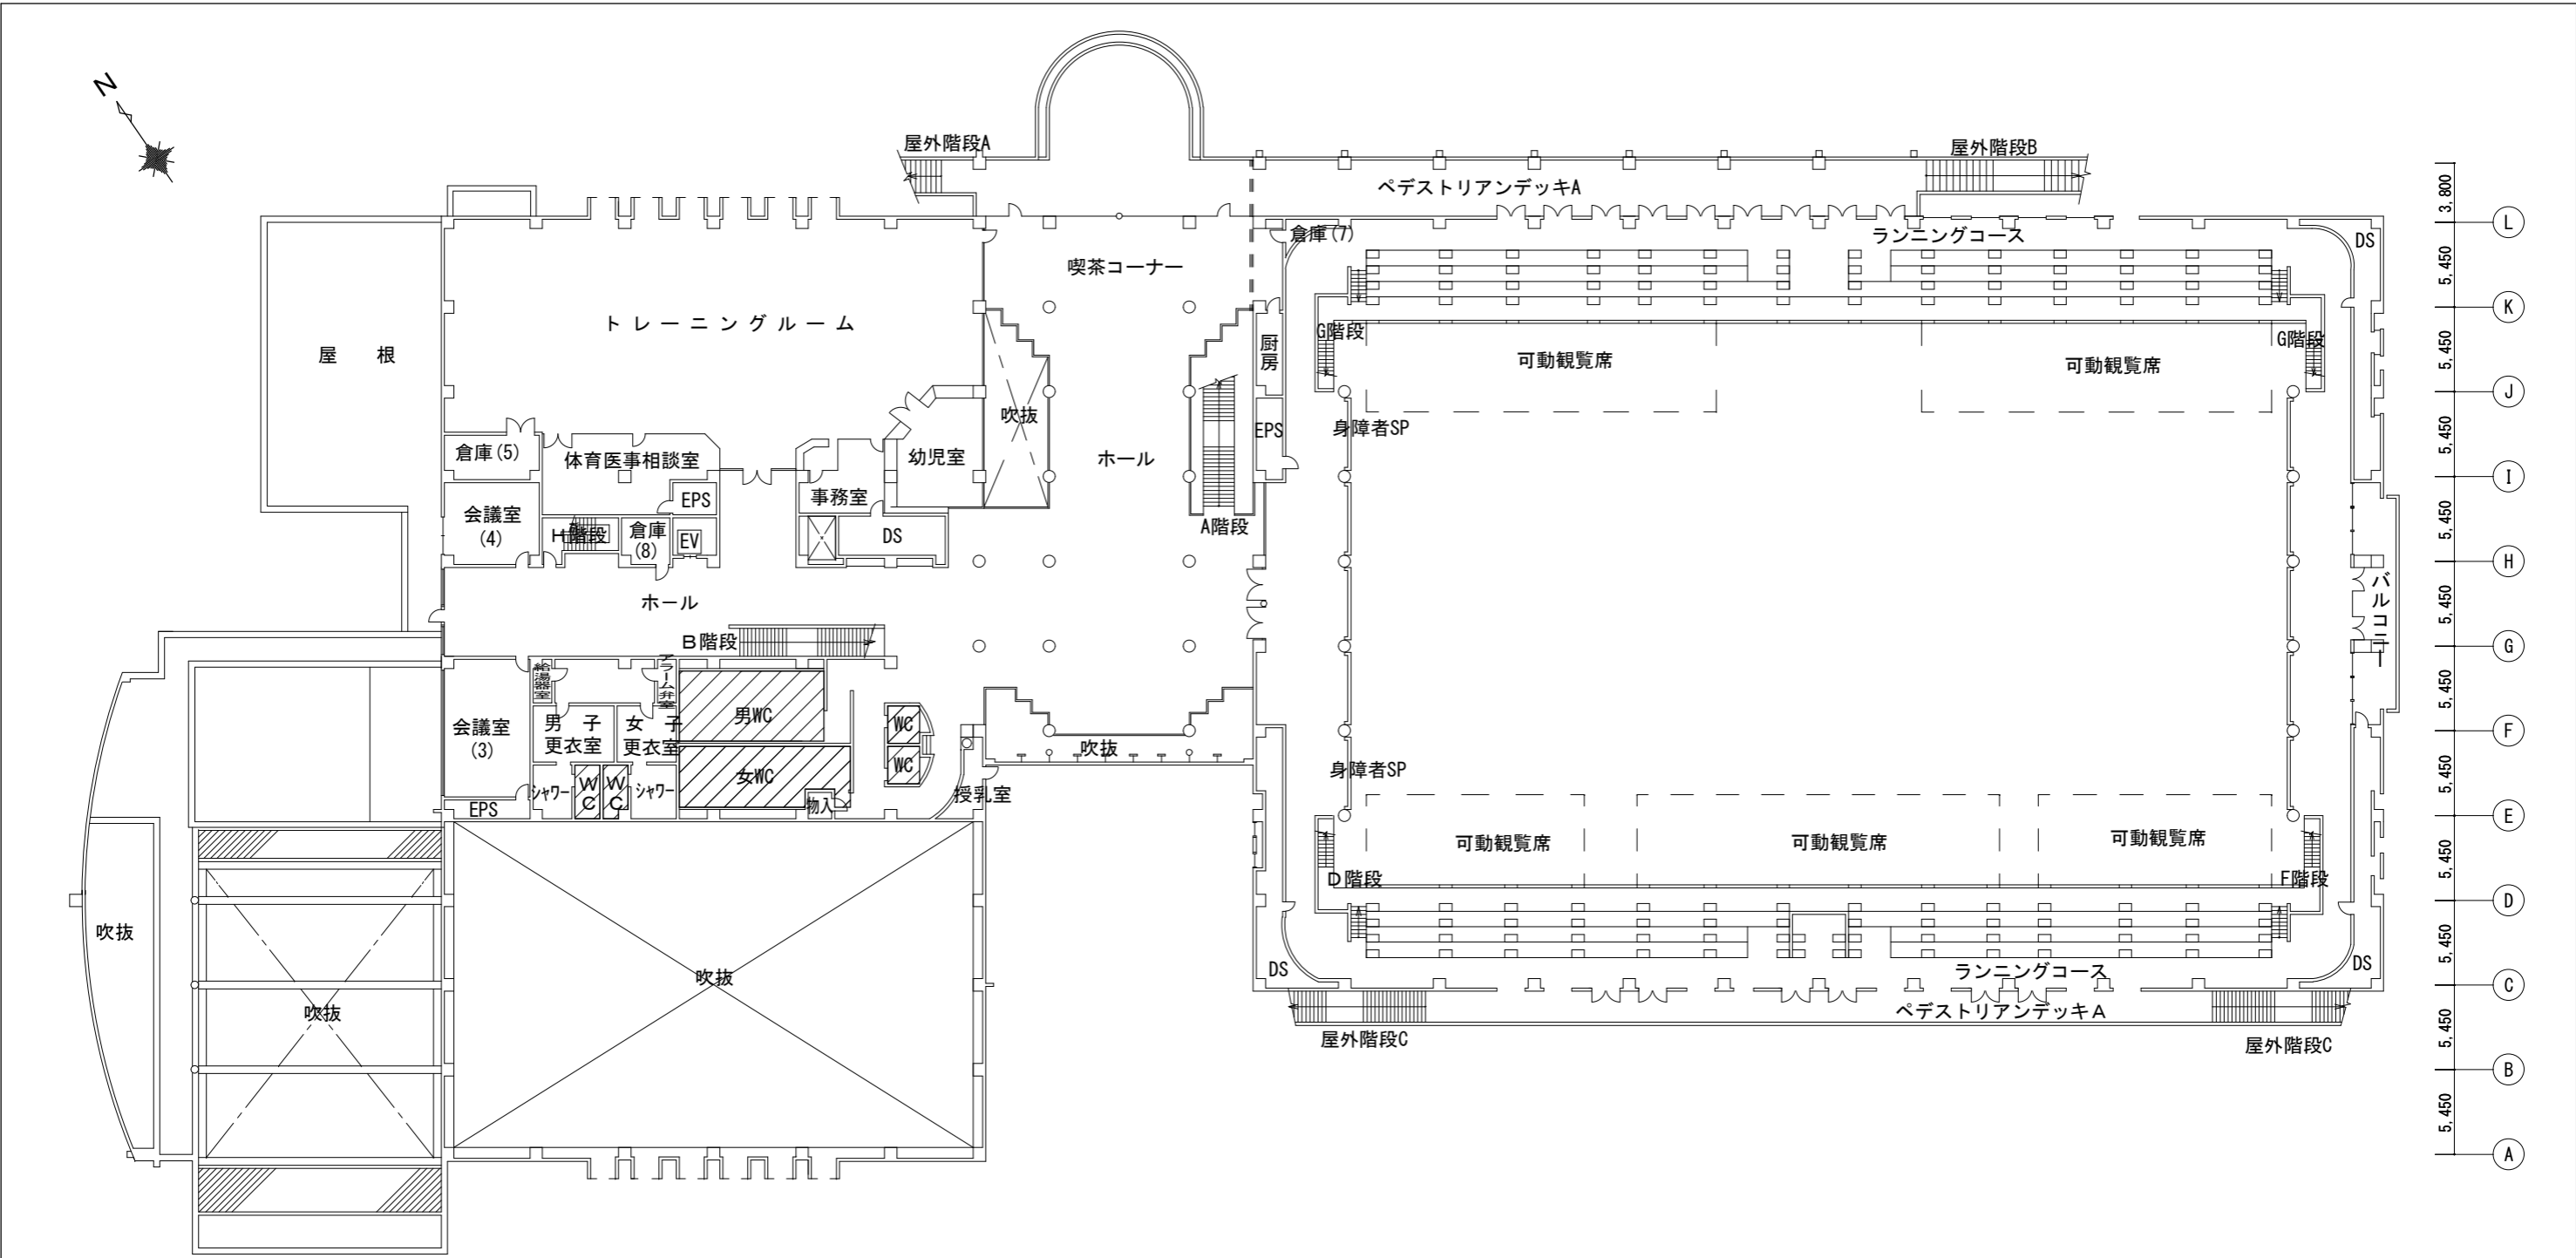 N
屋外階段A
屋外階段B
ペデストリアンデッキA
3,800
L
倉庫(7)
ランニングコース
DS
喫茶コーナー
5,450
K
トレーニングルーム
屋　根
厨房
G階段
G階段
可動観覧席
可動観覧席
5,450
J
吹抜
EPS
身障者SP
倉庫(5)
体育医事相談室
幼児室
ホール
5,450
I
会議室
(4)
EPS
事務室
A階段
H階段
倉庫
(8)
EV
DS
5,450
H
バルコニー
ホール
B階段
5,450
G
給湯器室
アラーム弁室
会議室
(3)
男　子
更衣室
女　子
更衣室
男WC
WC
吹抜
5,450
F
女WC
WC
シャワー
WC
WC
シャワー
物入
授乳室
身障者SP
EPS
5,450
E
可動観覧席
可動観覧席
可動観覧席
D階段
F階段
5,450
D
吹抜
吹抜
DS
ランニングコース
DS
5,450
C
吹抜
ペデストリアンデッキA
屋外階段C
屋外階段C
5,450
B
5,450
A